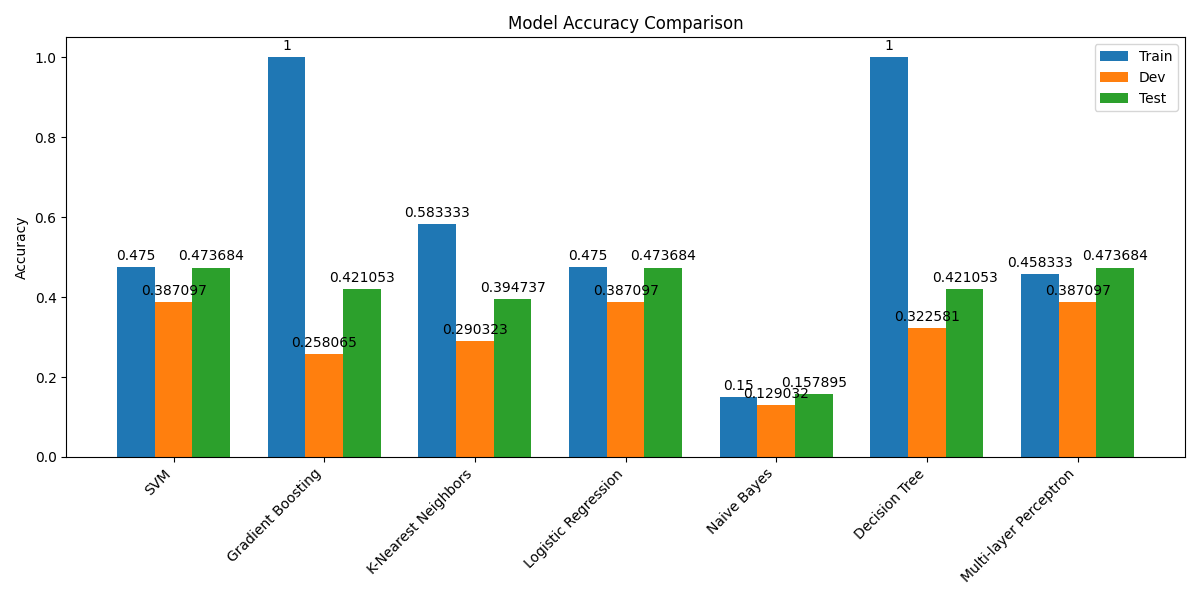 Model Accuracy Comparison
Train
Dev
Test
Accuracy
1.0
0.8
0.6
0.4
0.2
0.0
0.475
0.387097
0.473684
1
0.258065
0.421053
0.583333
0.290323
0.394737
0.475
0.387097
0.473684
0.15
0.129032
0.157895
1
0.322581
0.421053
0.458333
0.387097
0.473684
SVM
Gradient Boosting
K-Nearest Neighbors
Logistic Regression
Naive Bayes
Decision Tree
Multi-layer Perceptron